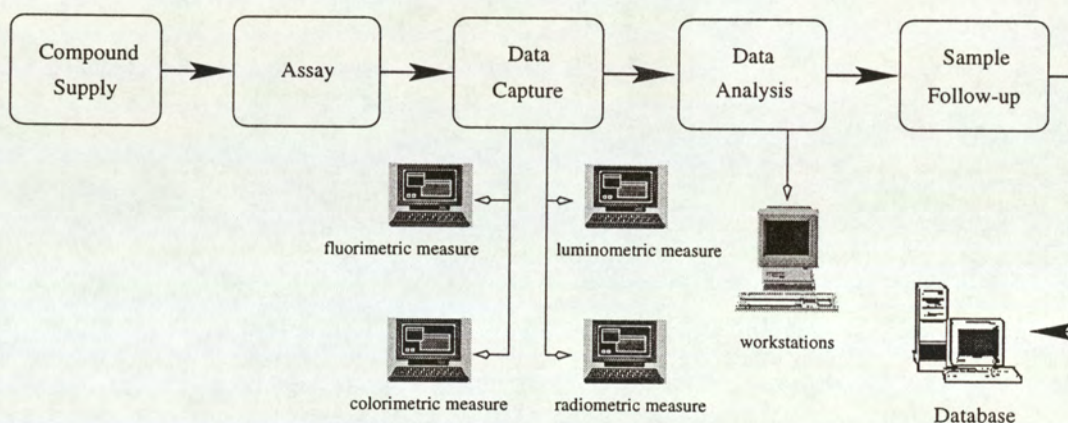 Compound
Supply
Assay
Data
Capture
Data
Analysis
Sample
Follow-up
fluorimetric measure
luminometric measure
colorimetric measure
radiometric measure
workstations
Database